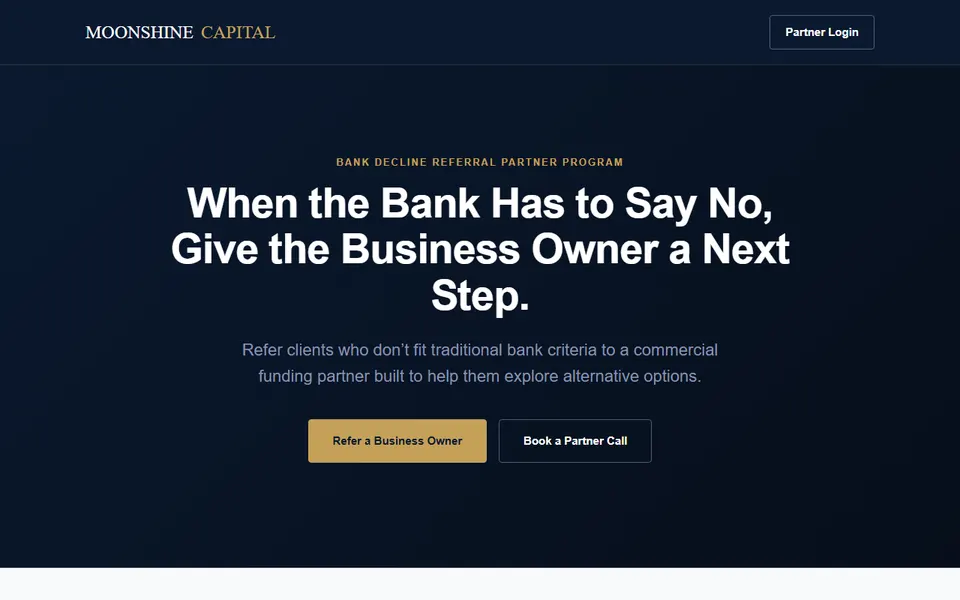 MOONSHINE CAPITAL
Partner Login
BANK DECLINE REFERRAL PARTNER PROGRAM
When the Bank Has to Say No,
Give the Business Owner a Next
Step.
Refer clients who don’t fit traditional bank criteria to a commercial
funding partner built to help them explore alternative options.
Refer a Business Owner
Book a Partner Call